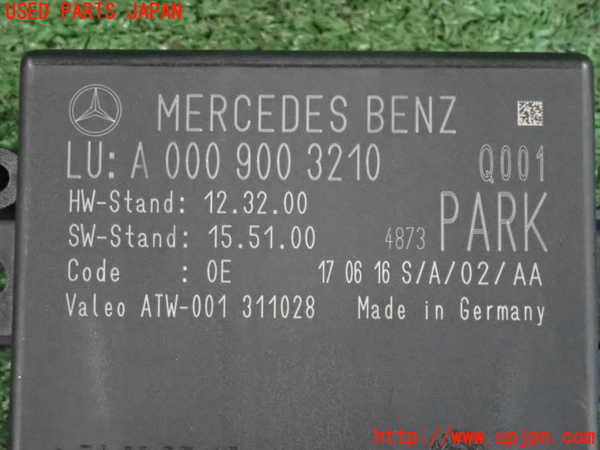 USED PARTS JAPAN
MERCEDES BENZ
LU: A 000 900 3210 Q001
HW-Stand: 12.32.00
SW-Stand: 15.51.00 4873 PARK
Code : 0E 17 06 16 S/A/02/AA
Valeo ATW-001 311028 Made in Germany
http://www.upjpn.com/